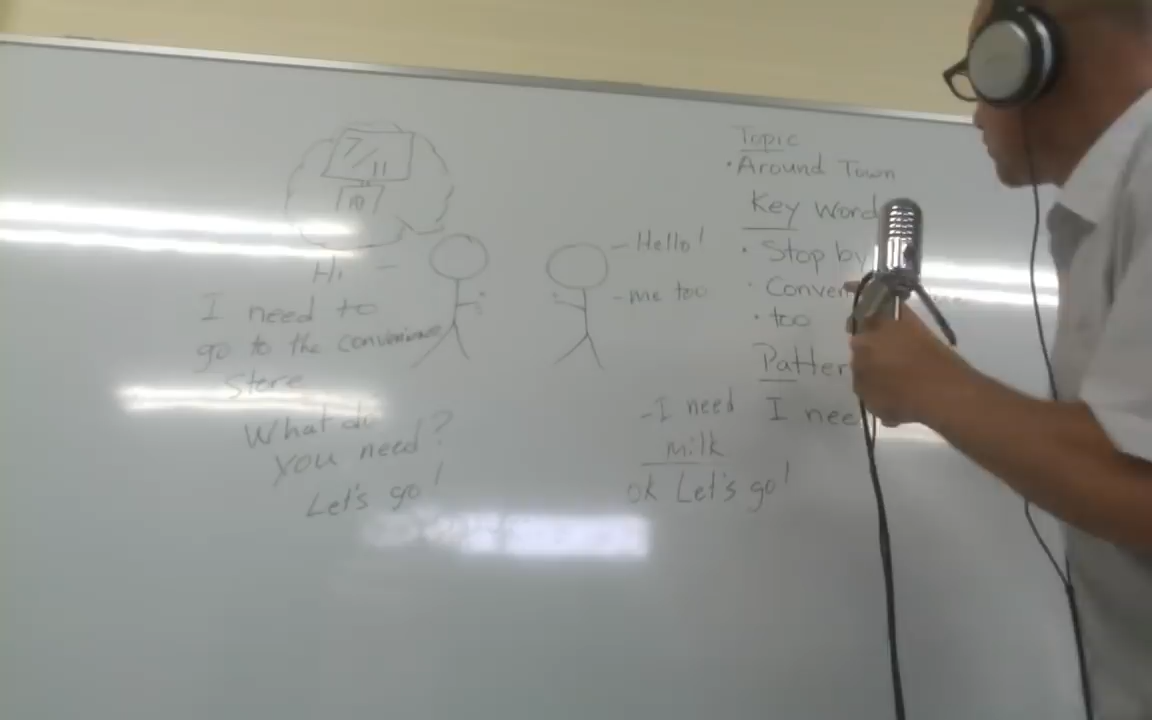 7
11
Hi -
I need to
go to the convenience
store
What do
you need?
Let's go!
- Hello!
- me too
- I need
milk
ok Let's go!
Topic
• Around Town
Key Word
• Stop by
• Conven
• too
Patter
I nee